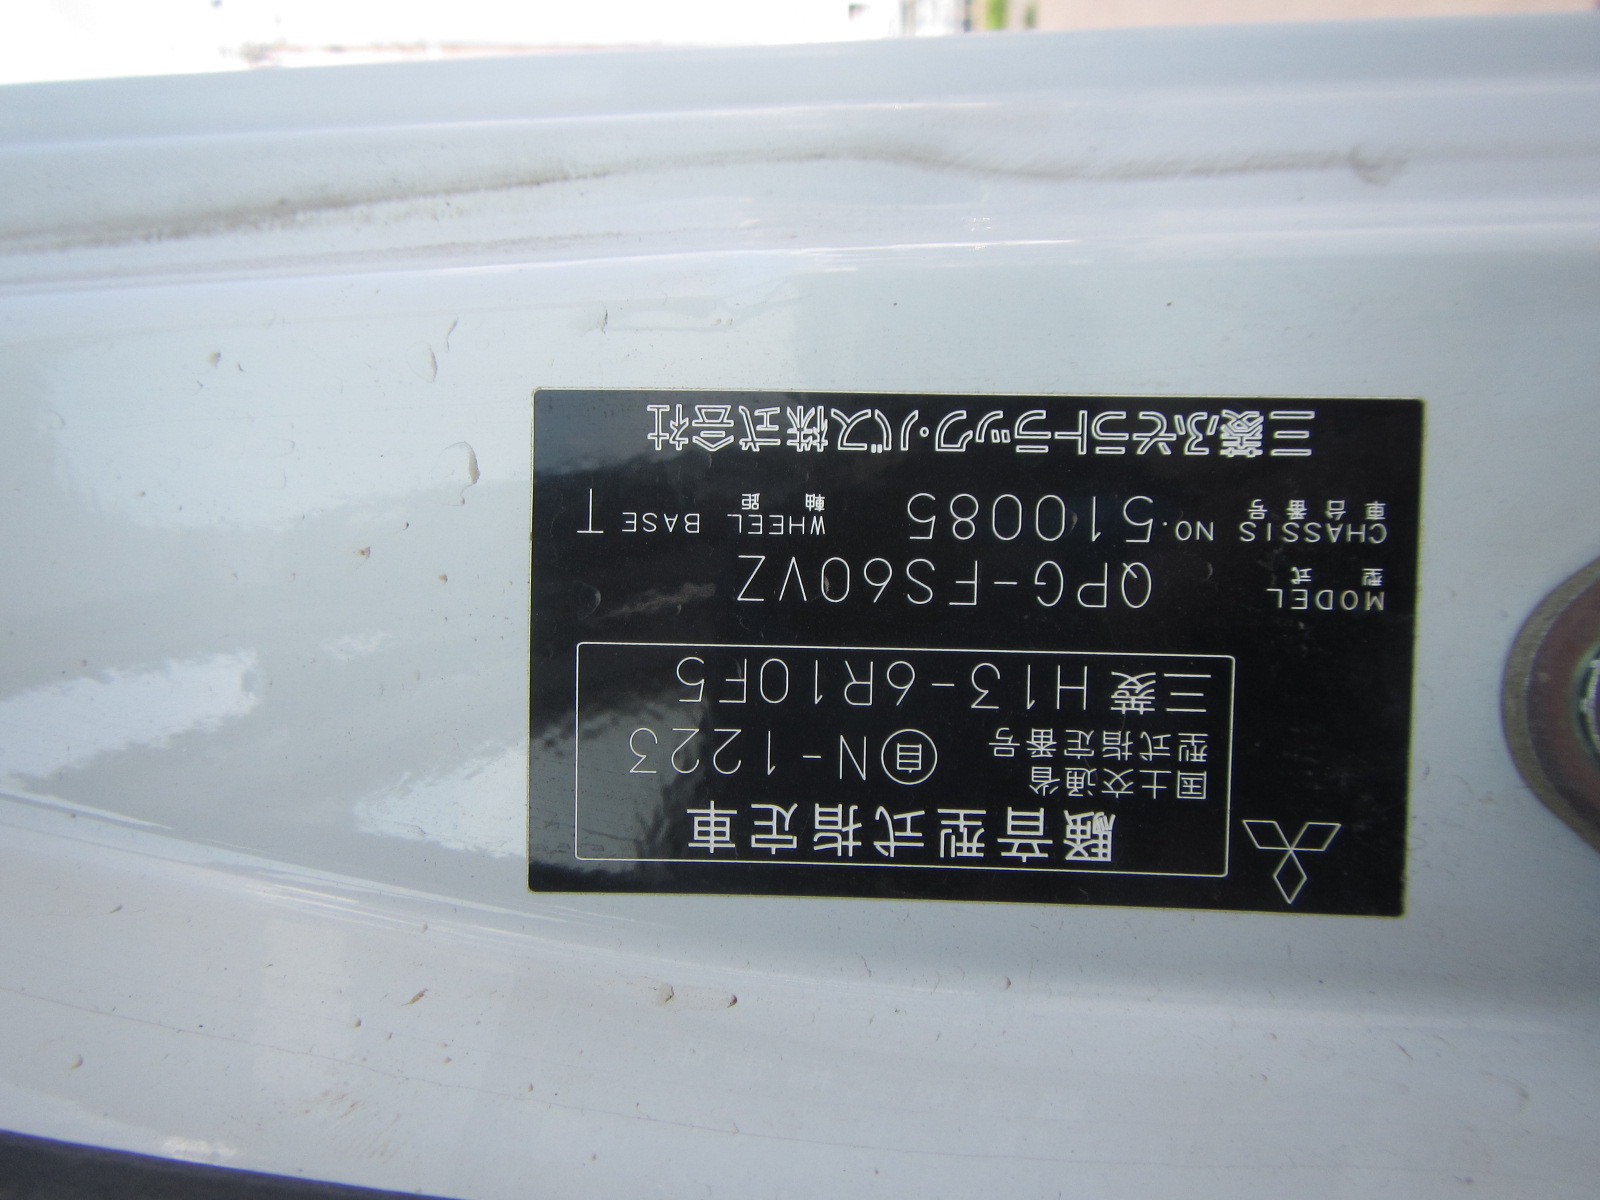 騒音型式指定車
国土交通省
型式指定番号 ㊀N-1223
三菱 H13-6R10F5
MODEL 型式 QPG-FS60VZ
CHASSIS NO. 車台番号 510085 WHEEL BASE 軸距 T
三菱ふそうトラック・バス株式会社